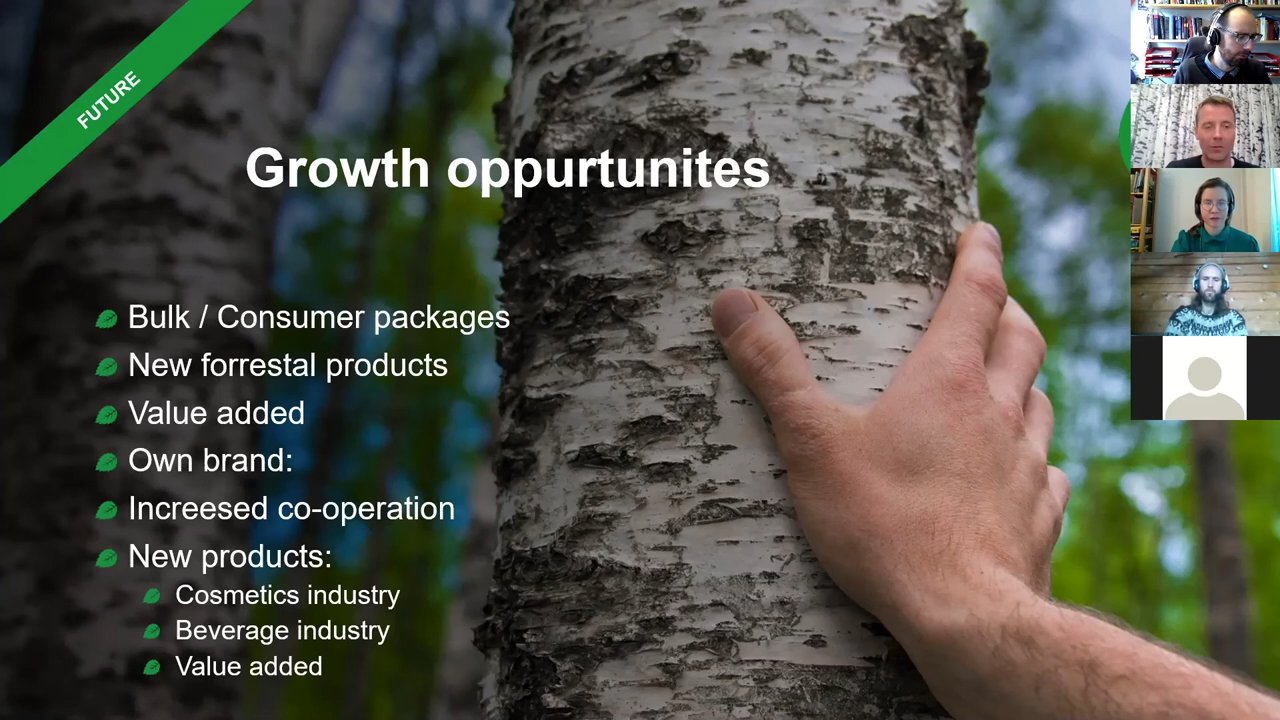 FUTURE
Growth oppurtunites
Bulk / Consumer packages
New forrestal products
Value added
Own brand:
Increesed co-operation
New products:
Cosmetics industry
Beverage industry
Value added